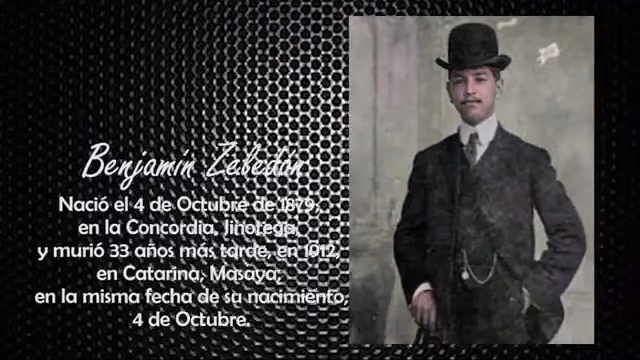 Benjamín Zeledón
Nació el 4 de Octubre de 1879,
en la Concordia, Jinotega,
y murió 33 años más tarde, en 1912,
en Catarina, Masaya,
en la misma fecha de su nacimiento,
4 de Octubre.